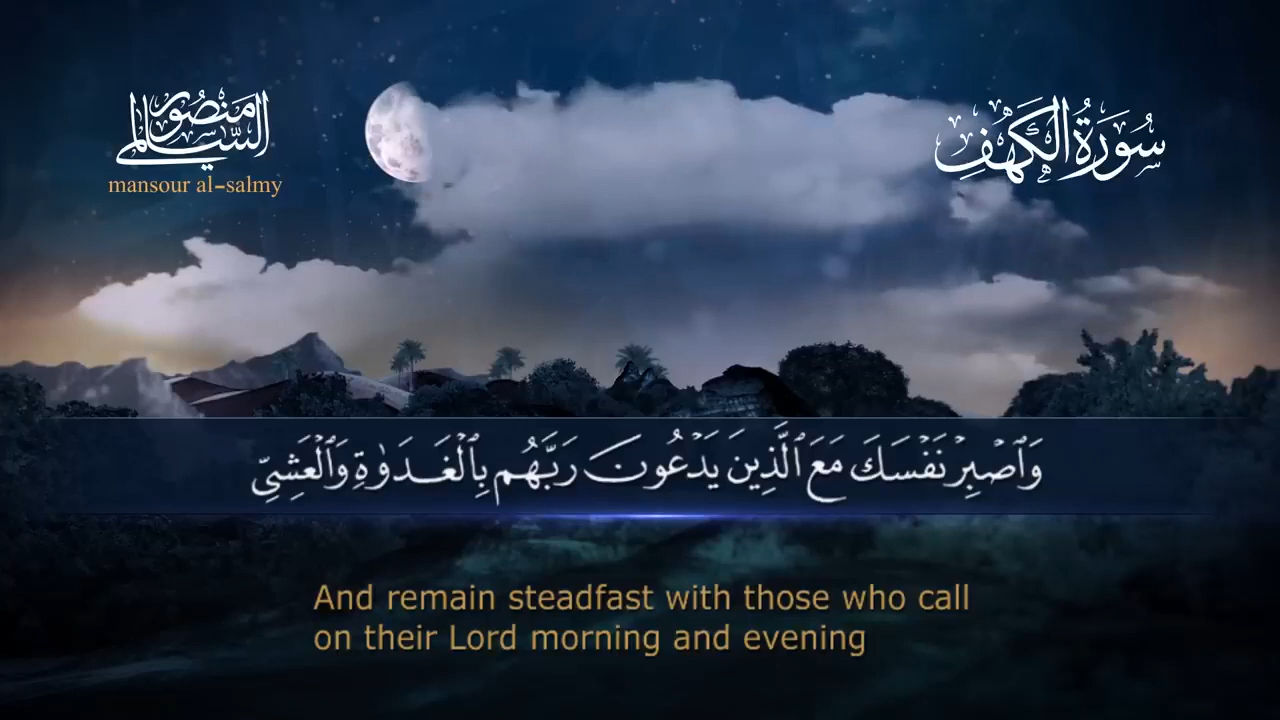 منصور
السالمي
mansour al-salmy
سُورَةُ الكَهْفِ
وَٱصْبِرْ نَفْسَكَ مَعَ ٱلَّذِينَ يَدْعُونَ رَبَّهُم بِٱلْغَدَوٰةِ وَٱلْعَشِىِّ
And remain steadfast with those who call
on their Lord morning and evening